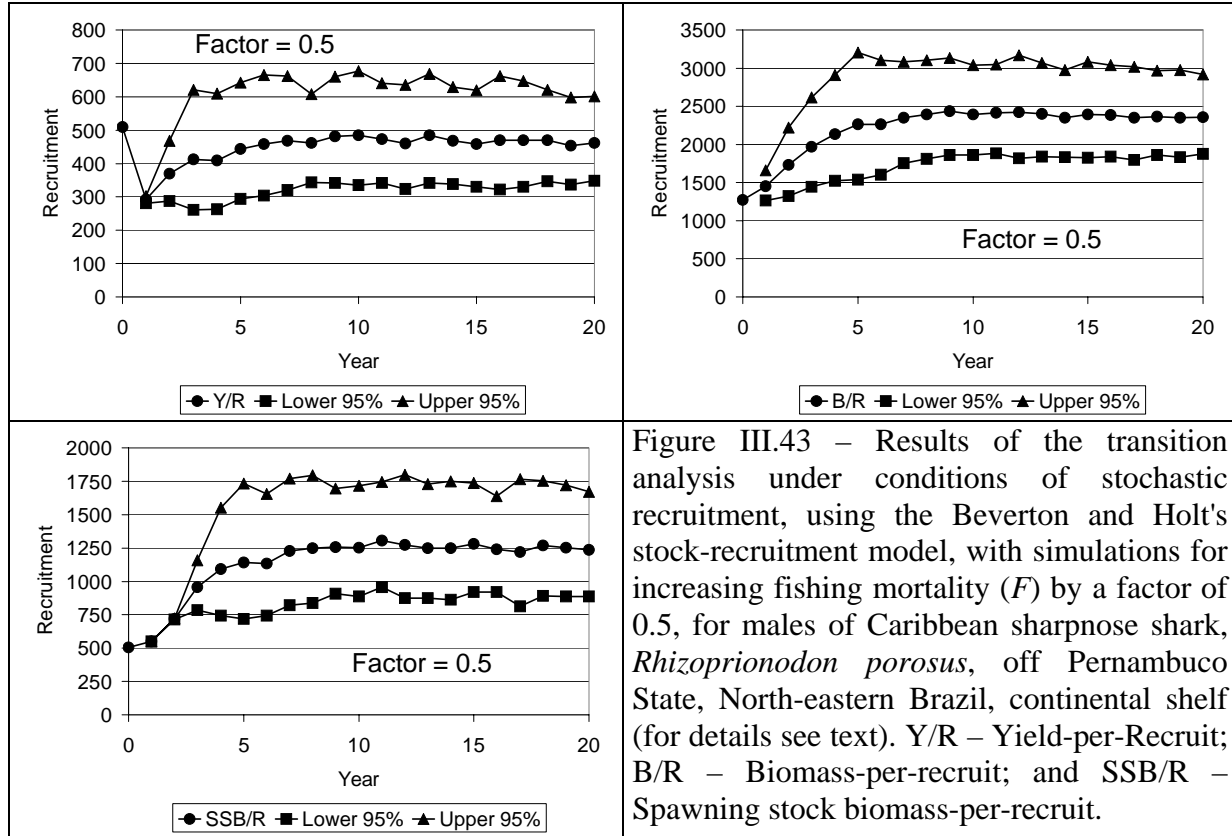 800
700
600
500
400
300
200
100
0
Recruitment
Factor = 0.5
0 5 10 15 20
Year
Y/R Lower 95% Upper 95%
3500
3000
2500
2000
1500
1000
500
0
Recruitment
Factor = 0.5
0 5 10 15 20
Year
B/R Lower 95% Upper 95%
2000
1750
1500
1250
1000
750
500
250
0
Recruitment
Factor = 0.5
0 5 10 15 20
Year
SSB/R Lower 95% Upper 95%
Figure III.43 – Results of the transition
analysis under conditions of stochastic
recruitment, using the Beverton and Holt's
stock-recruitment model, with simulations for
increasing fishing mortality (F) by a factor of
0.5, for males of Caribbean sharpnose shark,
Rhizoprionodon porosus, off Pernambuco
State, North-eastern Brazil, continental shelf
(for details see text). Y/R – Yield-per-Recruit;
B/R – Biomass-per-recruit; and SSB/R –
Spawning stock biomass-per-recruit.